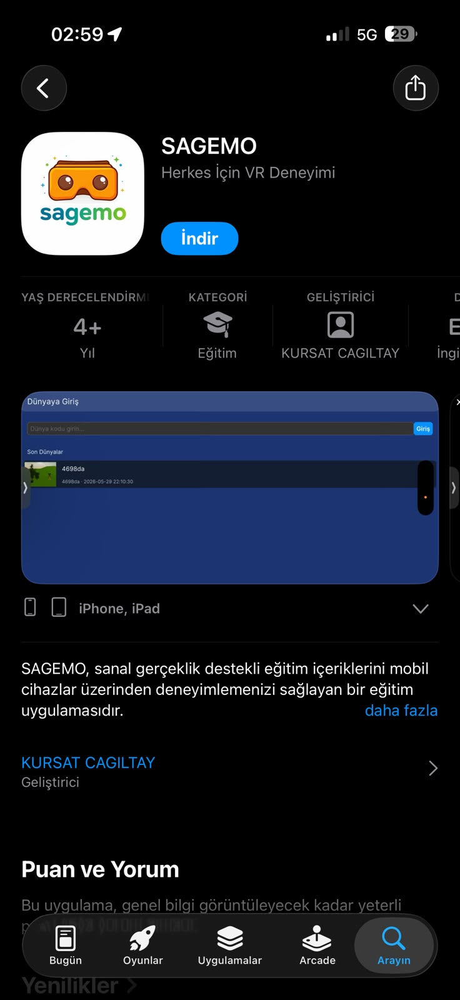 02:59
5G
29
SAGEMO
Herkes İçin VR Deneyimi
sagemo
İndir
YAŞ DERECELENDİRM
KATEGORİ
GELİŞTİRİCİ
4+
Yıl
Eğitim
KURSAT CAGILTAY
İngi
Dünyaya Giriş
Dünya kodu girin...
Giriş
Son Dünyalar
4698da
4698da · 2026-05-29 22:10:30
iPhone, iPad
SAGEMO, sanal gerçeklik destekli eğitim içeriklerini mobil
cihazlar üzerinden deneyimlemenizi sağlayan bir eğitim
uygulamasıdır.
daha fazla
KURSAT CAGILTAY
Geliştirici
Puan ve Yorum
Bu uygulama, genel bilgi görüntüleyecek kadar yeterli
Bugün
Oyunlar
Uygulamalar
Arcade
Arayın
Yenilikler